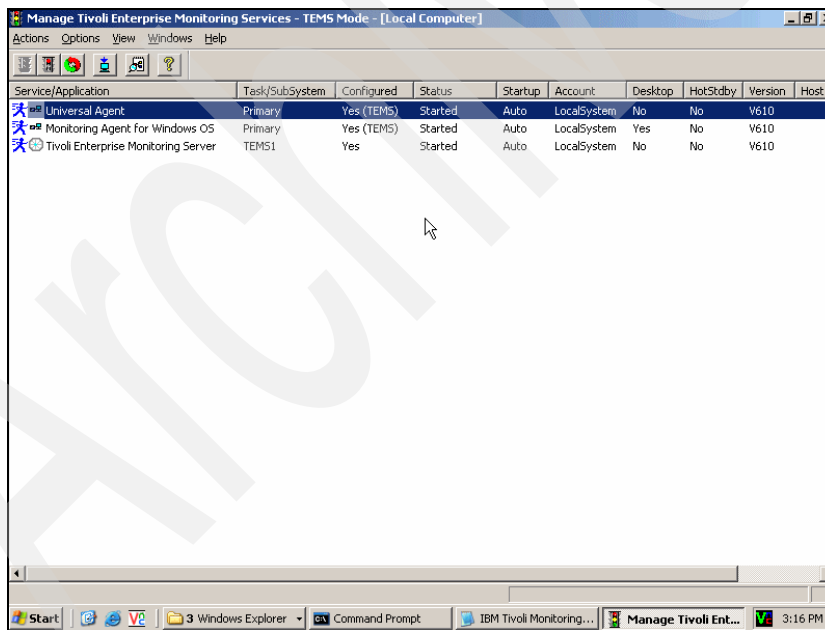 Manage Tivoli Enterprise Monitoring Services - TEMS Mode - [Local Computer]
Actions Options View Windows Help
Service/Application Task/SubSystem Configured Status Startup Account Desktop HotStdby Version Host
Universal Agent Primary Yes (TEMS) Started Auto LocalSystem No No V610
Monitoring Agent for Windows OS Primary Yes (TEMS) Started Auto LocalSystem Yes No V610
Tivoli Enterprise Monitoring Server TEMS1 Yes Started Auto LocalSystem No No V610
Start 3 Windows Explorer Command Prompt IBM Tivoli Monitoring... Manage Tivoli Ent... 3:16 PM